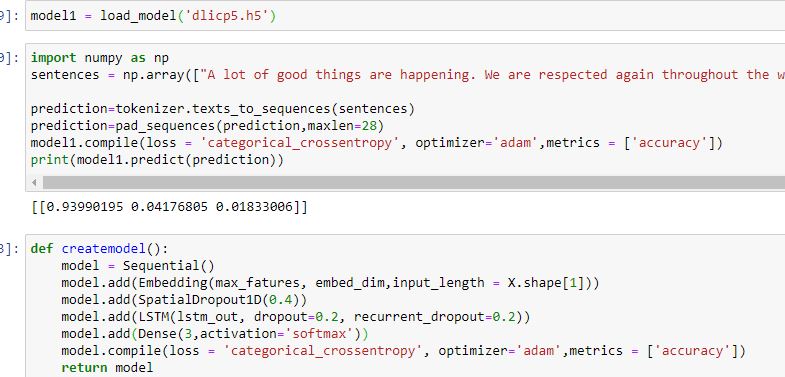 9]: model1 = load_model('dlicp5.h5')
0]: import numpy as np
sentences = np.array(["A lot of good things are happening. We are respected again throughout the w
prediction=tokenizer.texts_to_sequences(sentences)
prediction=pad_sequences(prediction,maxlen=28)
model1.compile(loss = 'categorical_crossentropy', optimizer='adam',metrics = ['accuracy'])
print(model1.predict(prediction))
[[0.93990195 0.04176805 0.01833006]]
3]: def createmodel():
model = Sequential()
model.add(Embedding(max_fatures, embed_dim,input_length = X.shape[1]))
model.add(SpatialDropout1D(0.4))
model.add(LSTM(lstm_out, dropout=0.2, recurrent_dropout=0.2))
model.add(Dense(3,activation='softmax'))
model.compile(loss = 'categorical_crossentropy', optimizer='adam',metrics = ['accuracy'])
return model